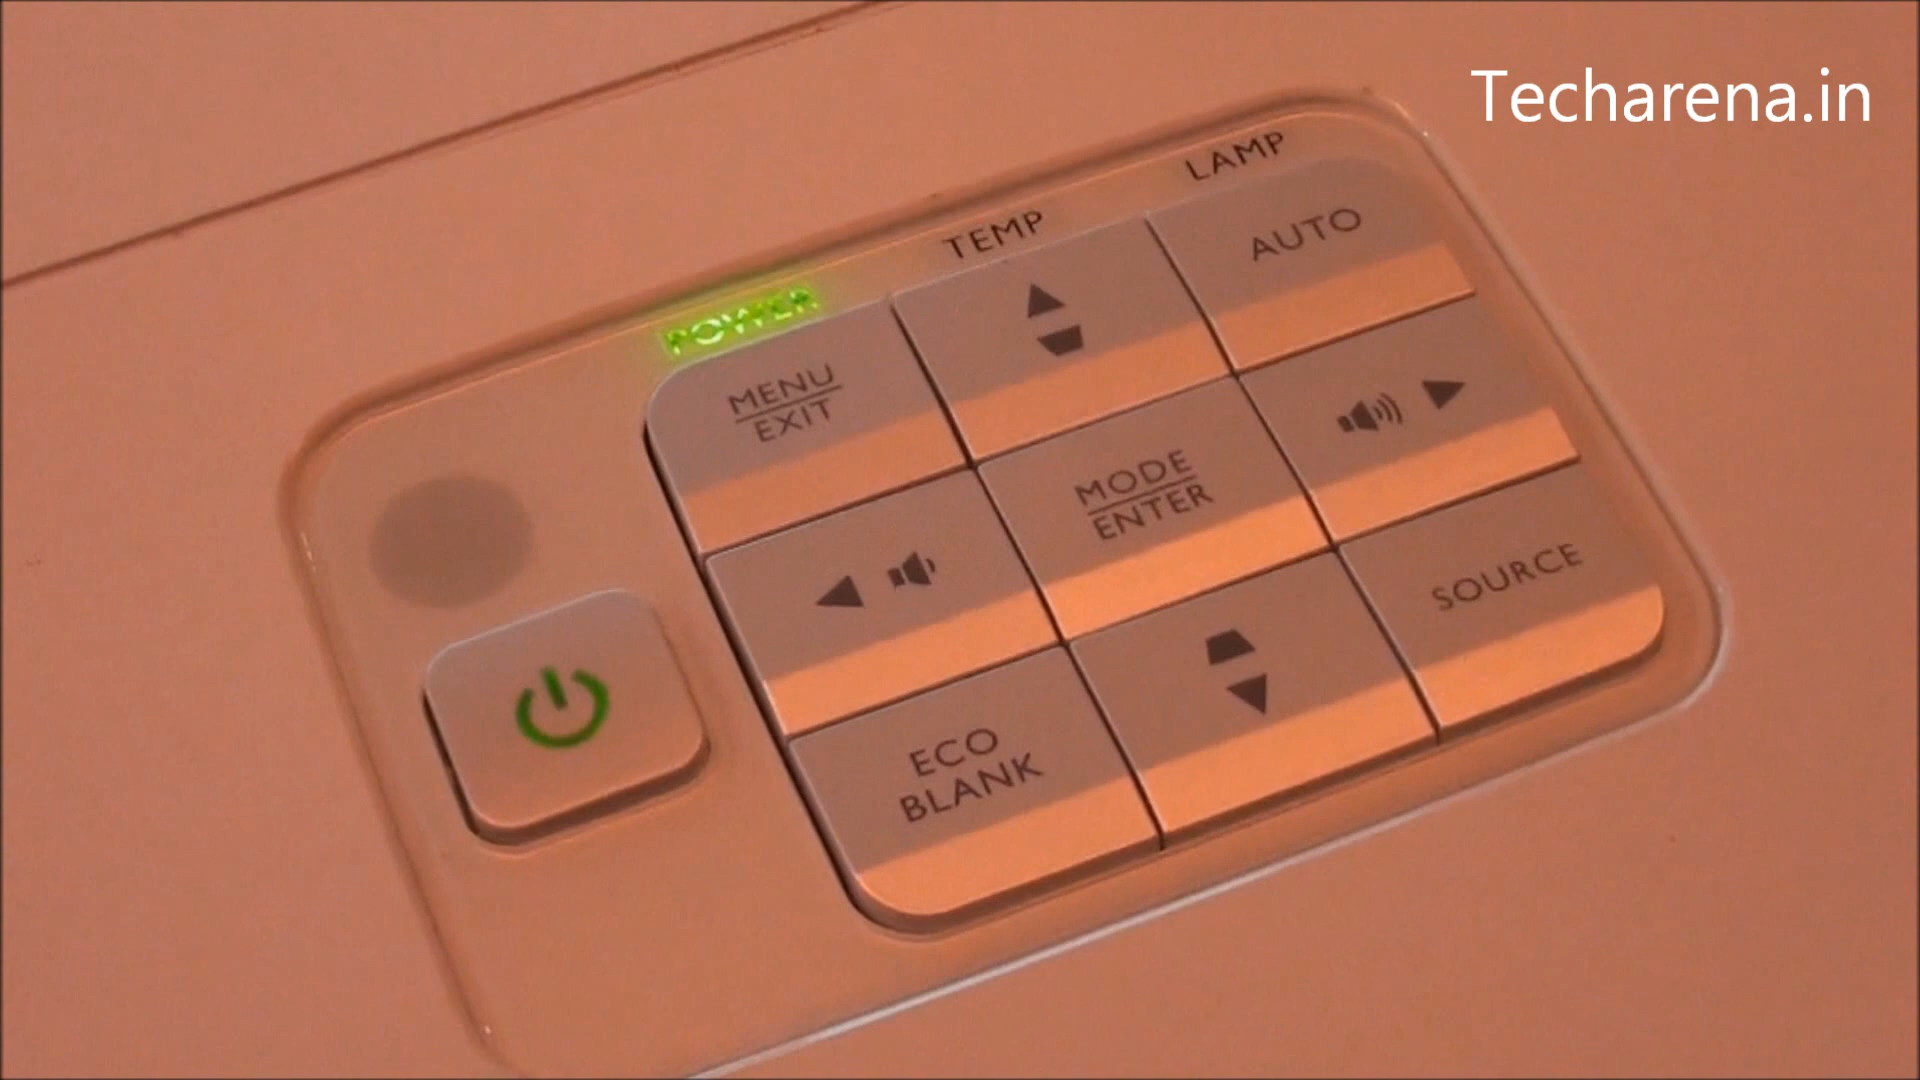 Techarena.in
LAMP
TEMP
POWER
AUTO
MENU
EXIT
MODE
ENTER
SOURCE
ECO
BLANK